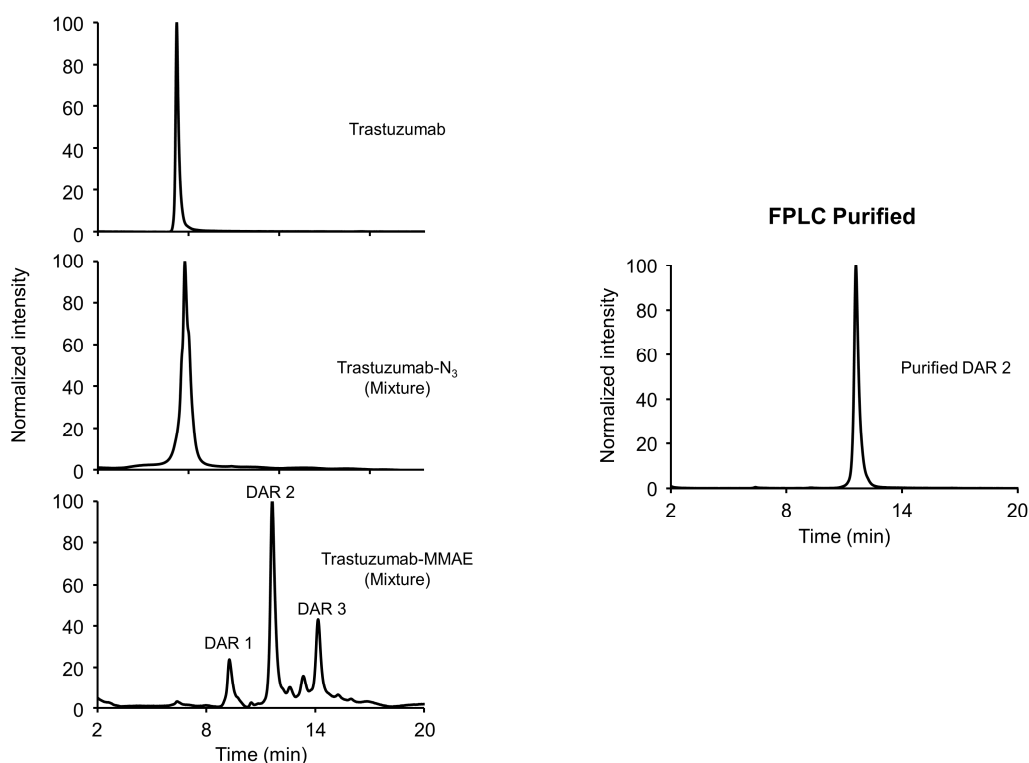 100
80
60
40
20
0
Trastuzumab
Normalized intensity
100
80
60
40
20
0
Trastuzumab-N3
(Mixture)
100
80
60
40
20
0
DAR 2
Trastuzumab-MMAE
(Mixture)
DAR 3
DAR 1
2 8 14 20
Time (min)
FPLC Purified
Normalized intensity
100
80
60
40
20
0
Purified DAR 2
2 8 14 20
Time (min)